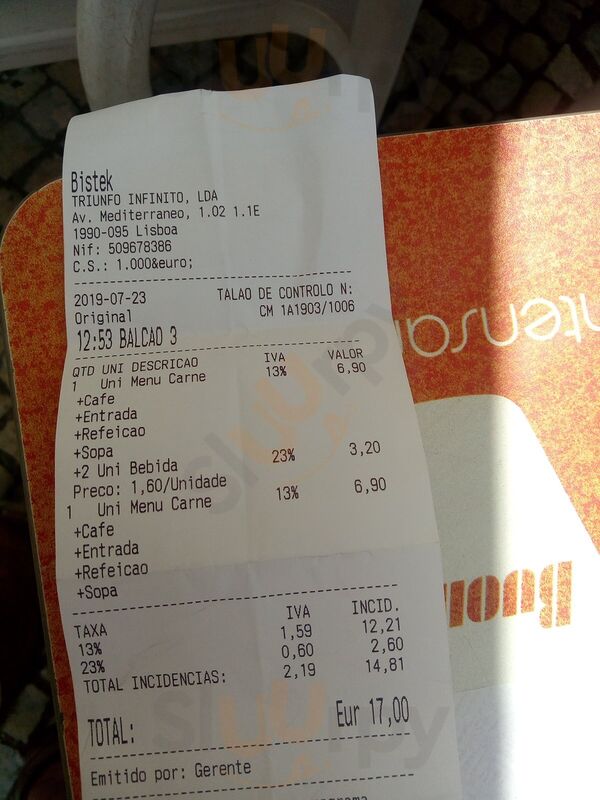 Bistek
TRIUNFO INFINITO, LDA
Av. Mediterraneo, 1.02 1.1E
1990-095 Lisboa
Nif: 509678386
C.S.: 1.000&euro;
2019-07-23 TALAO DE CONTROLO N:
Original CM 1A1903/1006
12:53 BALCAO 3
QTD UNI DESCRICAO IVA VALOR
1 Uni Menu Carne 13% 6,90
+Cafe
+Entrada
+Refeicao
+Sopa
+2 Uni Bebida 23% 3,20
Preco: 1,60/Unidade
1 Uni Menu Carne 13% 6,90
+Cafe
+Entrada
+Refeicao
+Sopa
TAXA IVA INCID.
13% 1,59 12,21
23% 0,60 2,60
TOTAL INCIDENCIAS: 2,19 14,81
TOTAL: Eur 17,00
Emitido por: Gerente
sluurpy